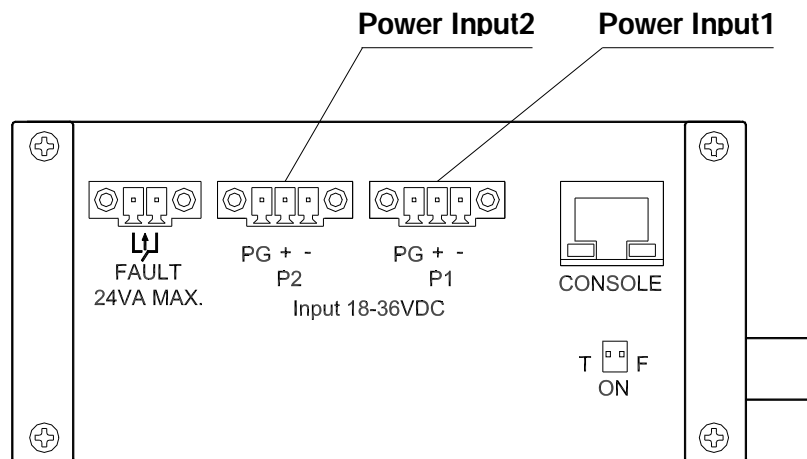 Power Input2 Power Input1
PG + - PG + -
FAULT P2 P1 CONSOLE
24VA MAX. Input 18-36VDC
T F
ON